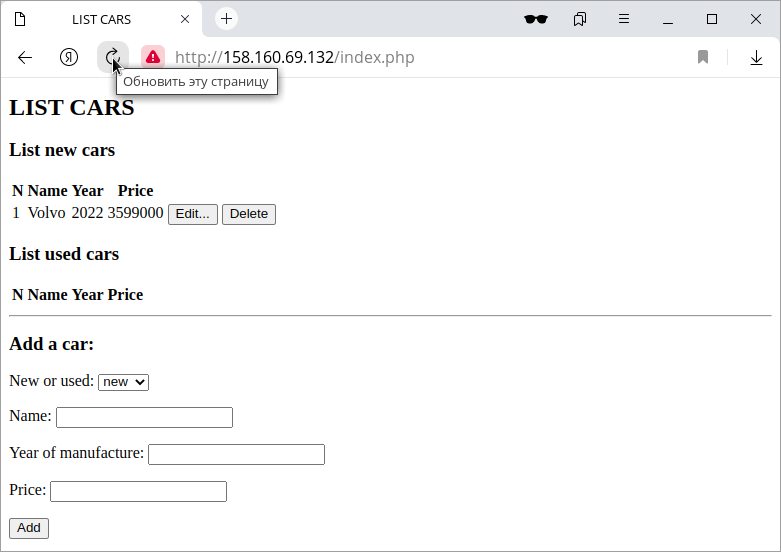 LIST CARS
Я http://158.160.69.132/index.php
Обновить эту страницу
LIST CARS
List new cars
N Name Year Price
1 Volvo 2022 3599000 Edit... Delete
List used cars
N Name Year Price
Add a car:
New or used: new
Name:
Year of manufacture:
Price:
Add